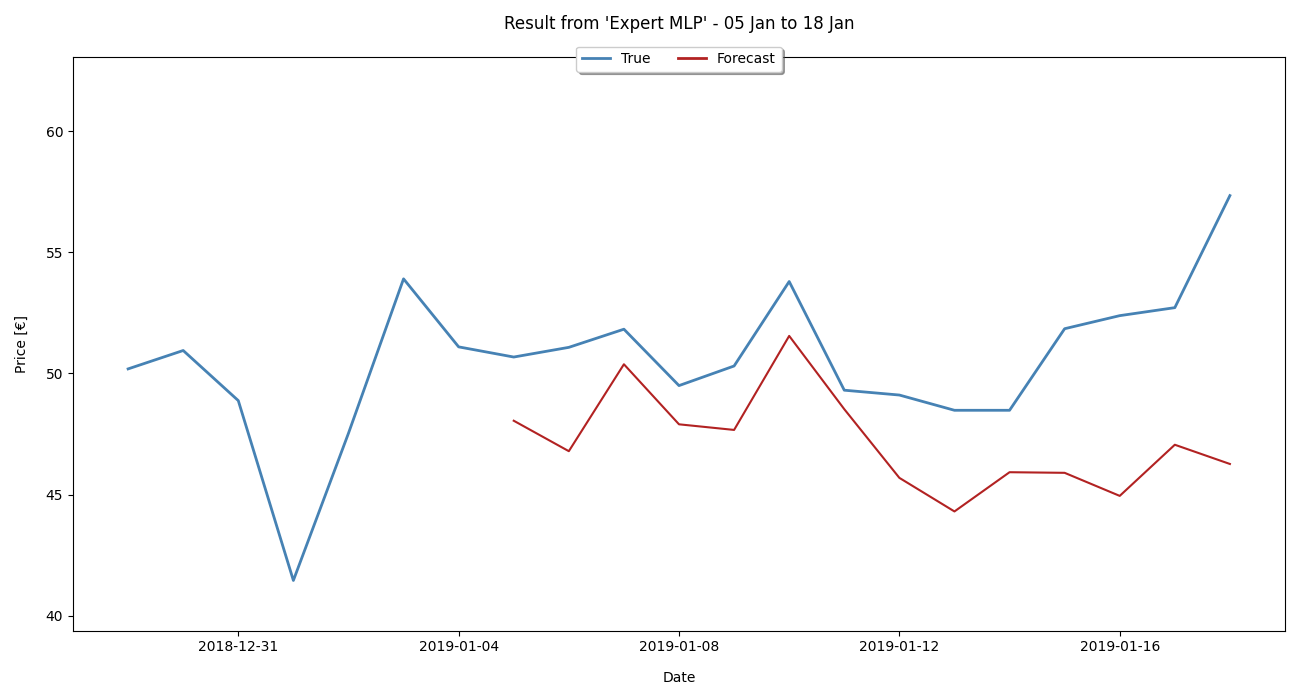 Result from 'Expert MLP' - 05 Jan to 18 Jan
True Forecast
60
55
50
45
40
Price [€]
2018-12-31 2019-01-04 2019-01-08 2019-01-12 2019-01-16
Date